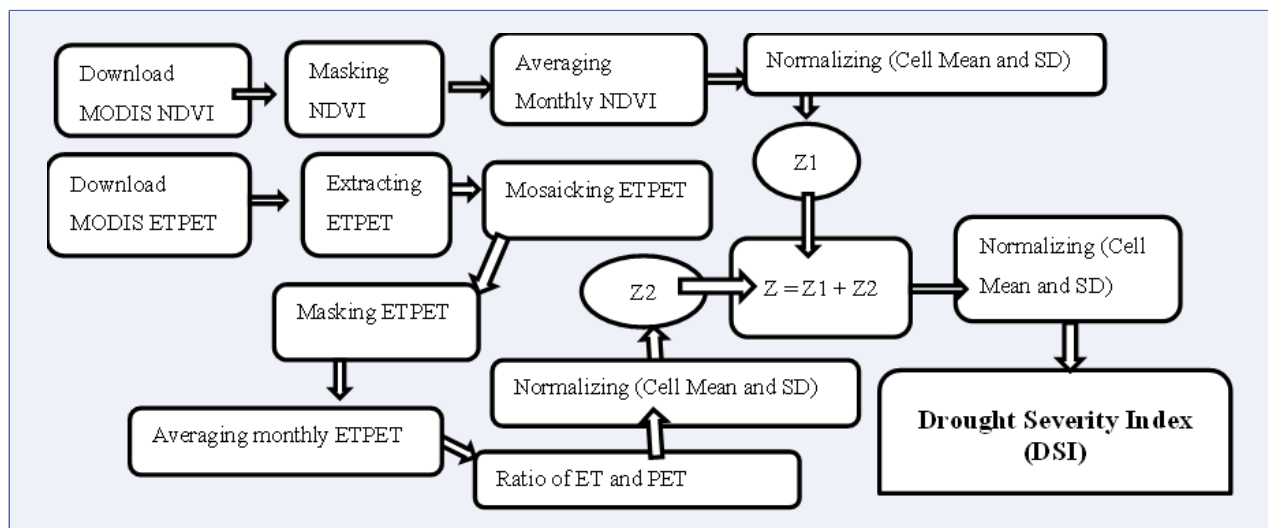 Download
MODIS NDVI
Masking
NDVI
Averaging
Monthly NDVI
Normalizing (Cell Mean and SD)
Z1
Download
MODIS ETPET
Extracting
ETPET
Mosaicking ETPET
Masking ETPET
Averaging monthly ETPET
Ratio of ET and PET
Normalizing (Cell Mean and SD)
Z2
Z = Z1 + Z2
Normalizing (Cell
Mean and SD)
Drought Severity Index
(DSI)